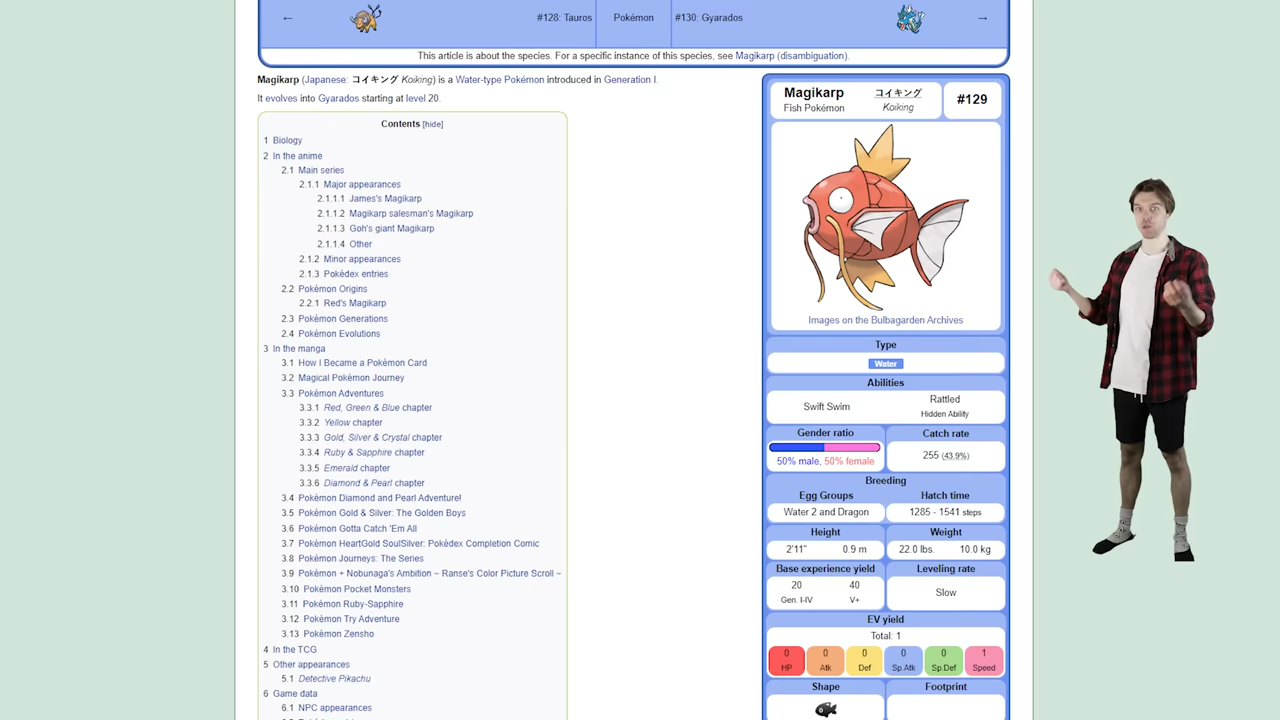 ← #128: Tauros Pokémon #130: Gyarados →
This article is about the species. For a specific instance of this species, see Magikarp (disambiguation).
Magikarp (Japanese: コイキング Koiking) is a Water-type Pokémon introduced in Generation I.
It evolves into Gyarados starting at level 20.
Contents [hide]
1 Biology
2 In the anime
2.1 Main series
2.1.1 Major appearances
2.1.1.1 James's Magikarp
2.1.1.2 Magikarp salesman's Magikarp
2.1.1.3 Goh's giant Magikarp
2.1.1.4 Other
2.1.2 Minor appearances
2.1.3 Pokédex entries
2.2 Pokémon Origins
2.2.1 Red's Magikarp
2.3 Pokémon Generations
2.4 Pokémon Evolutions
3 In the manga
3.1 How I Became a Pokémon Card
3.2 Magical Pokémon Journey
3.3 Pokémon Adventures
3.3.1 Red, Green & Blue chapter
3.3.2 Yellow chapter
3.3.3 Gold, Silver & Crystal chapter
3.3.4 Ruby & Sapphire chapter
3.3.5 Emerald chapter
3.3.6 Diamond & Pearl chapter
3.4 Pokémon Diamond and Pearl Adventure!
3.5 Pokémon Gold & Silver: The Golden Boys
3.6 Pokémon Gotta Catch 'Em All
3.7 Pokémon HeartGold SoulSilver: Pokédex Completion Comic
3.8 Pokémon Journeys: The Series
3.9 Pokémon + Nobunaga's Ambition ~ Ranse's Color Picture Scroll ~
3.10 Pokémon Pocket Monsters
3.11 Pokémon Ruby-Sapphire
3.12 Pokémon Try Adventure
3.13 Pokémon Zensho
4 In the TCG
5 Other appearances
5.1 Detective Pikachu
6 Game data
6.1 NPC appearances
Magikarp コイキング #129
Fish Pokémon Koiking
Images on the Bulbagarden Archives
Type
Water
Abilities
Swift Swim Rattled
Hidden Ability
Gender ratio Catch rate
50% male, 50% female 255 (43.9%)
Breeding
Egg Groups Hatch time
Water 2 and Dragon 1285 - 1541 steps
Height Weight
2'11" 0.9 m 22.0 lbs. 10.0 kg
Base experience yield Leveling rate
20 40 Slow
Gen. I-IV V+
EV yield
Total: 1
0 0 0 0 0 1
HP Atk Def Sp.Atk Sp.Def Speed
Shape Footprint